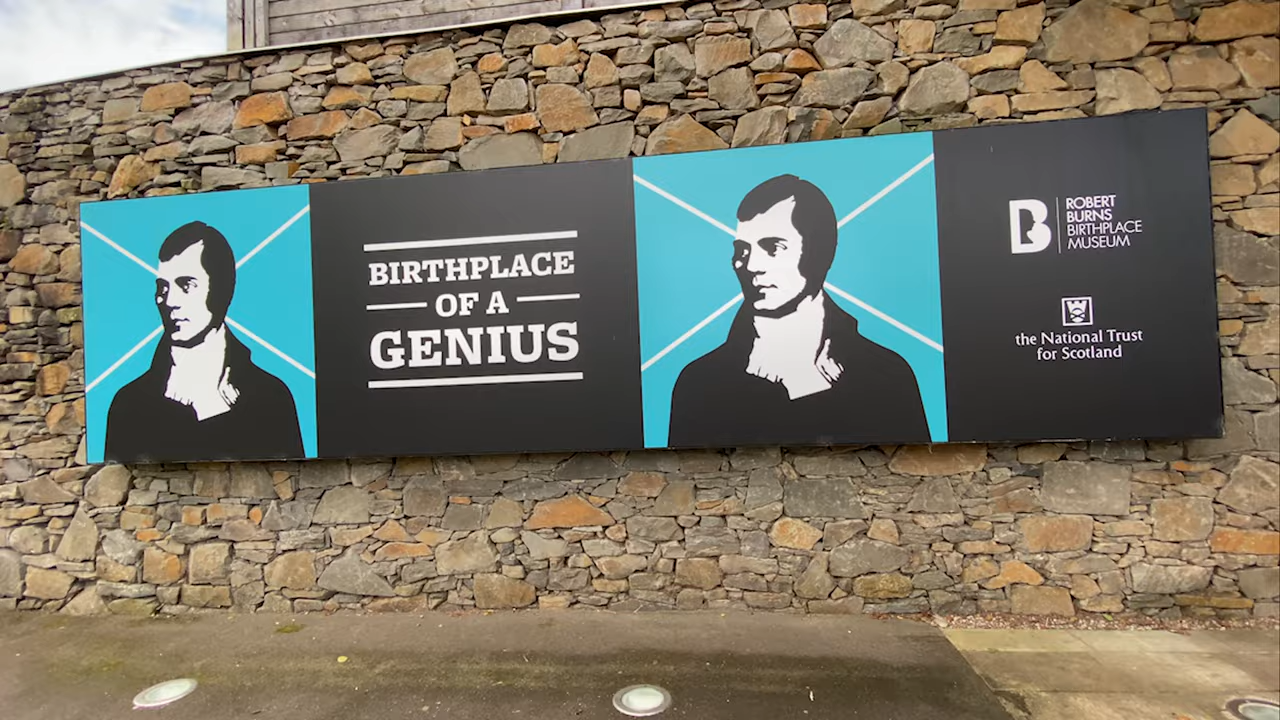 BIRTHPLACE
OF A
GENIUS
B
ROBERT
BURNS
BIRTHPLACE
MUSEUM
the National Trust
for Scotland